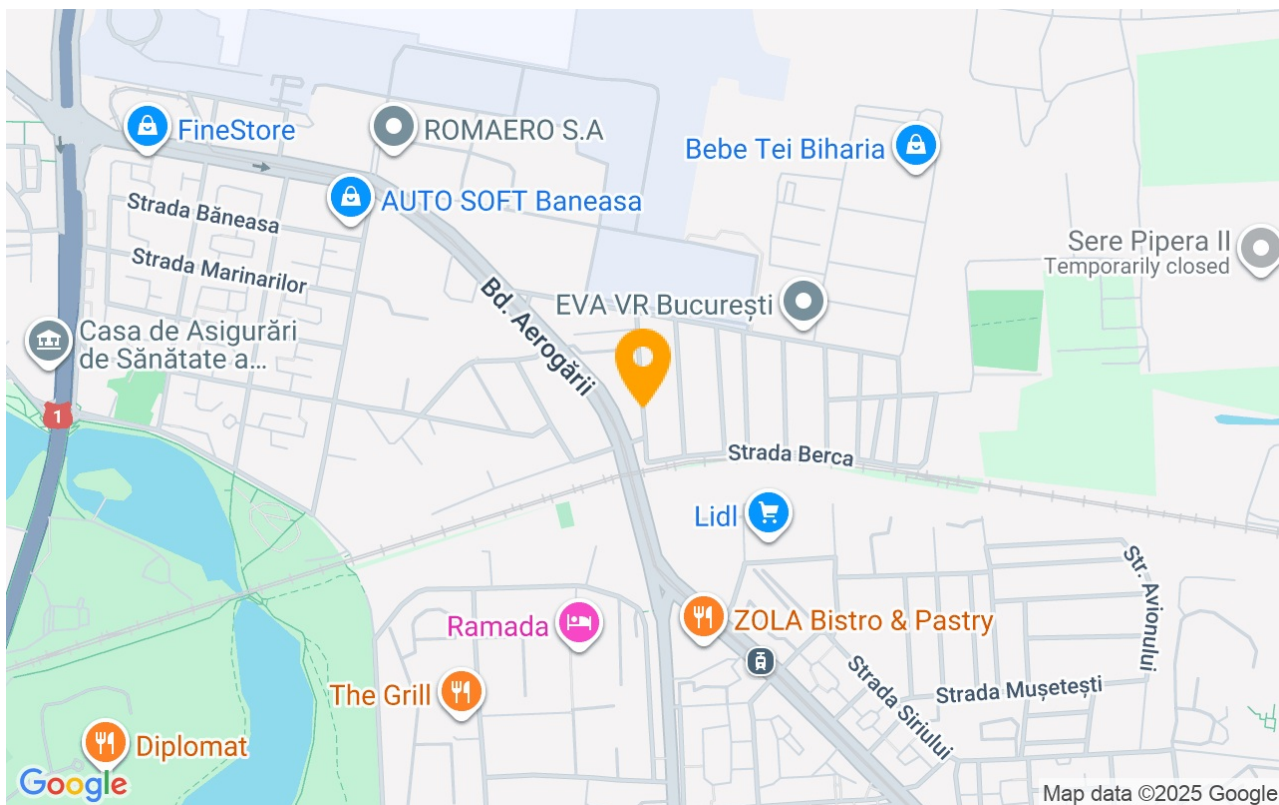 FineStore
ROMAERO S.A
Bebe Tei Biharia
AUTO SOFT Baneasa
Strada Băneasa
Sere Pipera II
Temporarily closed
Strada Marinarilor
EVA VR București
Bd. Aerogării
Casa de Asigurări
de Sănătate a...
1
Strada Berca
Lidl
Str. Avionului
Ramada
ZOLA Bistro & Pastry
The Grill
Strada Mușetești
Strada Siriului
Diplomat
Google
Map data ©2025 Google